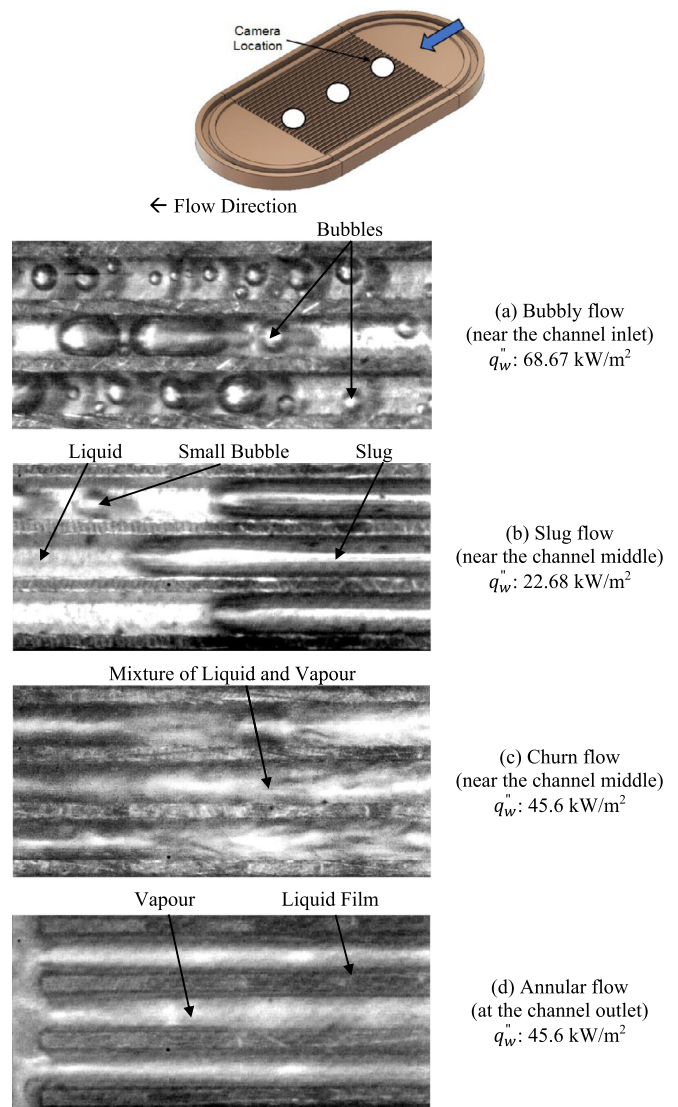 Camera
Location
← Flow Direction
Bubbles
(a) Bubbly flow
(near the channel inlet)
q"w: 68.67 kW/m²
Liquid Small Bubble Slug
(b) Slug flow
(near the channel middle)
q"w: 22.68 kW/m²
Mixture of Liquid and Vapour
(c) Churn flow
(near the channel middle)
q"w: 45.6 kW/m²
Vapour Liquid Film
(d) Annular flow
(at the channel outlet)
q"w: 45.6 kW/m²